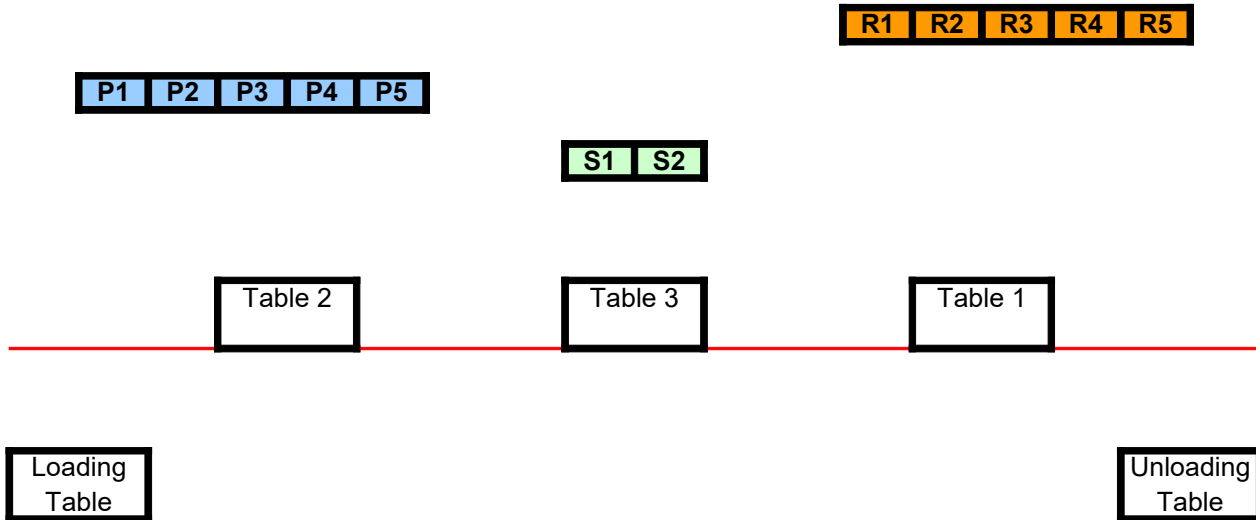 R1 R2 R3 R4 R5
P1 P2 P3 P4 P5
S1 S2
Table 2 Table 3 Table 1
Loading
Table
Unloading
Table